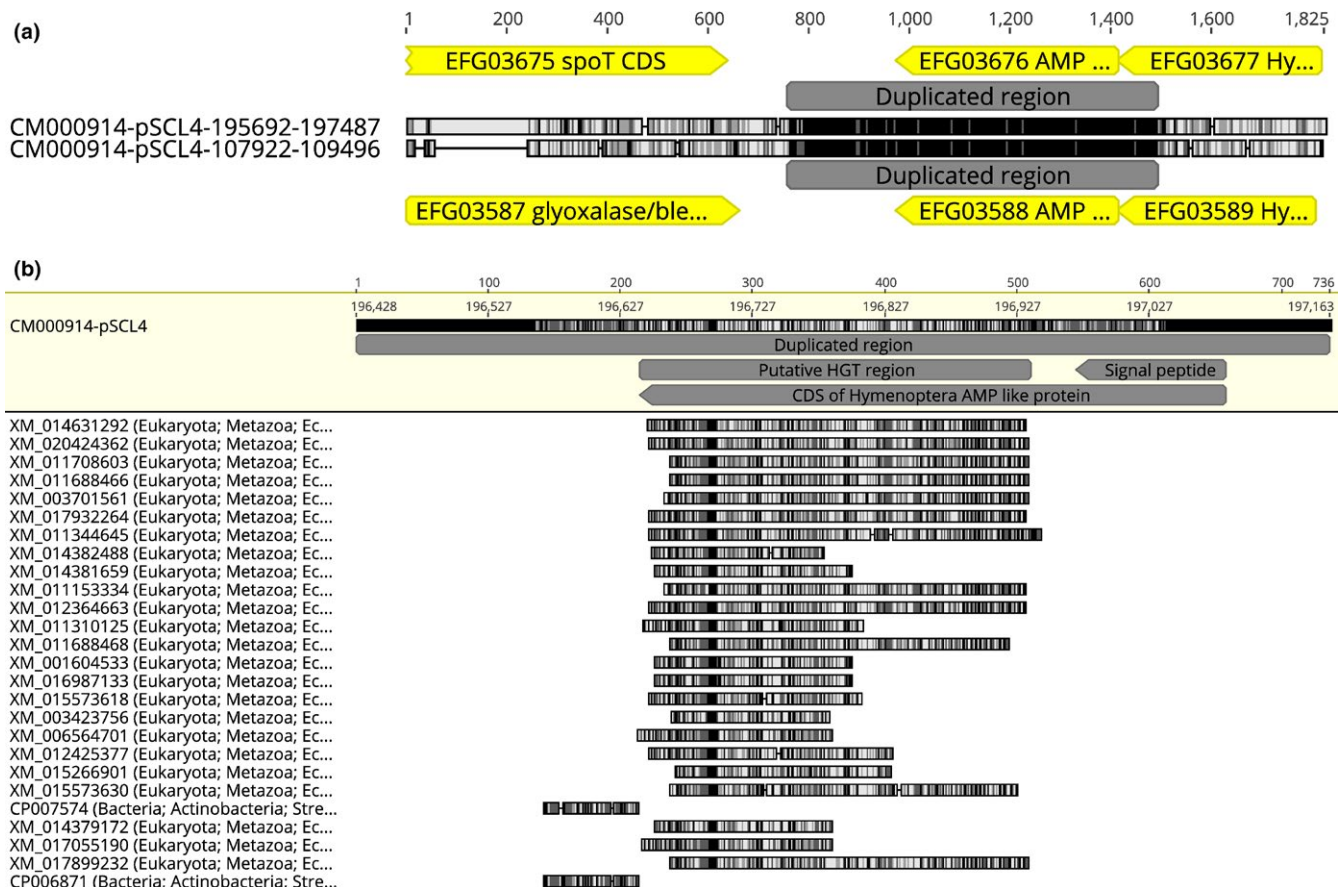 (a)
1 200 400 600 800 1,000 1,200 1,400 1,600 1,825
EFG03675 spoT CDS EFG03676 AMP ... EFG03677 Hy...
Duplicated region
CM000914-pSCL4-195692-197487
CM000914-pSCL4-107922-109496
Duplicated region
EFG03587 glyoxalase/ble... EFG03588 AMP ... EFG03589 Hy...
(b)
1 100 200 300 400 500 600 700 736
196,428 196,527 196,627 196,727 196,827 196,927 197,027 197,163
CM000914-pSCL4
Duplicated region
Putative HGT region Signal peptide
CDS of Hymenoptera AMP like protein
XM_014631292 (Eukaryota; Metazoa; Ec...
XM_020424362 (Eukaryota; Metazoa; Ec...
XM_011708603 (Eukaryota; Metazoa; Ec...
XM_011688466 (Eukaryota; Metazoa; Ec...
XM_003701561 (Eukaryota; Metazoa; Ec...
XM_017932264 (Eukaryota; Metazoa; Ec...
XM_011344645 (Eukaryota; Metazoa; Ec...
XM_014382488 (Eukaryota; Metazoa; Ec...
XM_014381659 (Eukaryota; Metazoa; Ec...
XM_011153334 (Eukaryota; Metazoa; Ec...
XM_012364663 (Eukaryota; Metazoa; Ec...
XM_011310125 (Eukaryota; Metazoa; Ec...
XM_011688468 (Eukaryota; Metazoa; Ec...
XM_001604533 (Eukaryota; Metazoa; Ec...
XM_016987133 (Eukaryota; Metazoa; Ec...
XM_015573618 (Eukaryota; Metazoa; Ec...
XM_003423756 (Eukaryota; Metazoa; Ec...
XM_006564701 (Eukaryota; Metazoa; Ec...
XM_012425377 (Eukaryota; Metazoa; Ec...
XM_015266901 (Eukaryota; Metazoa; Ec...
XM_015573630 (Eukaryota; Metazoa; Ec...
CP007574 (Bacteria; Actinobacteria; Stre...
XM_014379172 (Eukaryota; Metazoa; Ec...
XM_017055190 (Eukaryota; Metazoa; Ec...
XM_017899232 (Eukaryota; Metazoa; Ec...
CP006871 (Bacteria; Actinobacteria; Stre...